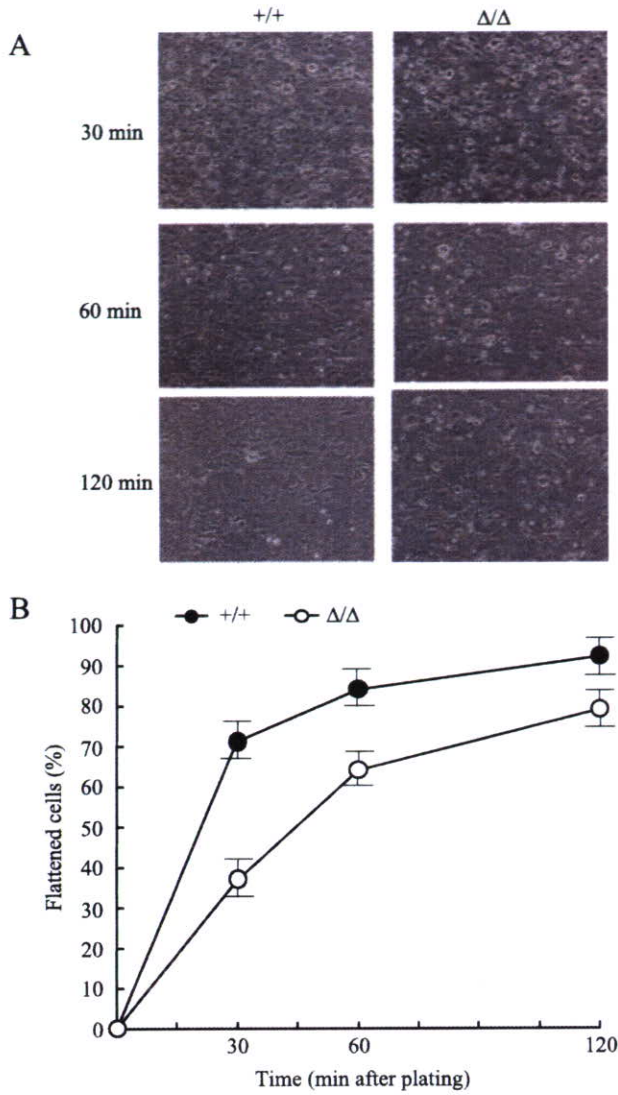 +/+ Δ/Δ
A
30 min
60 min
120 min
B
+/+ Δ/Δ
100
90
80
70
60
50
40
30
20
10
0
Flattened cells (%)
30 60 120
Time (min after plating)